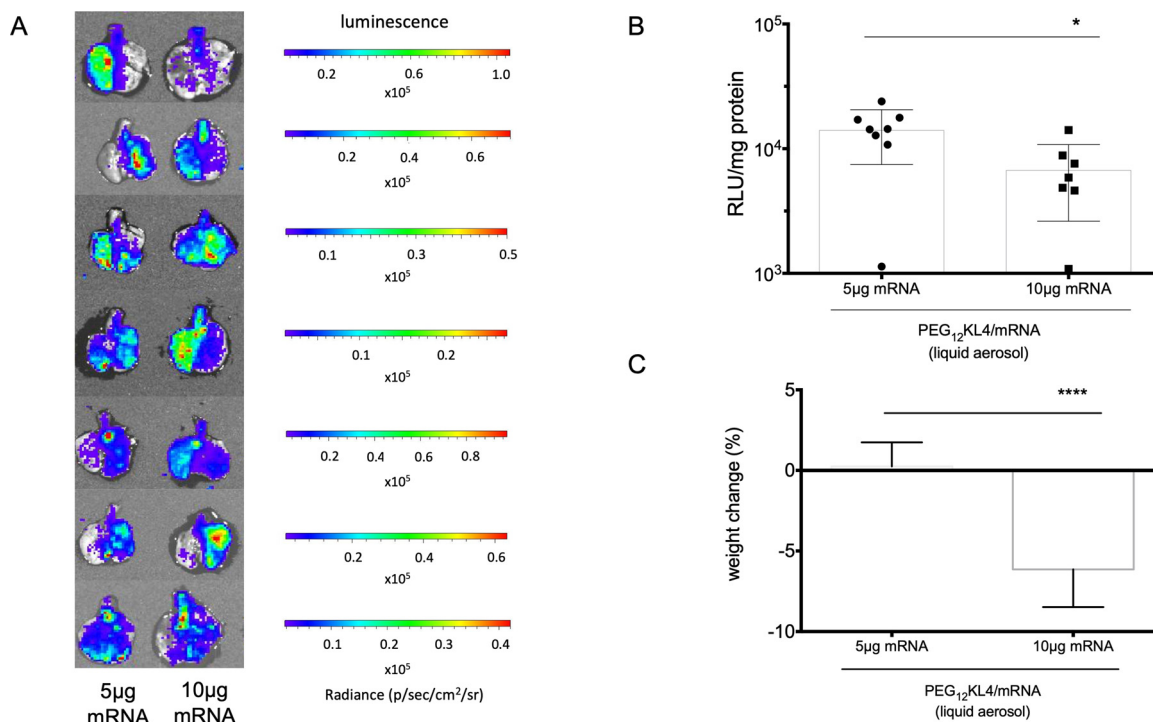 A
luminescence
0.2 0.6 1.0
x10⁵
0.2 0.4 0.6
x10⁵
0.1 0.3 0.5
x10⁵
0.1 0.2
x10⁵
0.2 0.4 0.6 0.8
x10⁵
0.2 0.4 0.6
x10⁵
0.1 0.2 0.3 0.4
x10⁵
Radiance (p/sec/cm²/sr)
5µg
mRNA
10µg
mRNA
B
RLU/mg protein
10⁵
10⁴
10³
*
5µg mRNA
10µg mRNA
PEG₁₂KL4/mRNA
(liquid aerosol)
C
weight change (%)
5
0
-5
-10
****
5µg mRNA
10µg mRNA
PEG₁₂KL4/mRNA
(liquid aerosol)